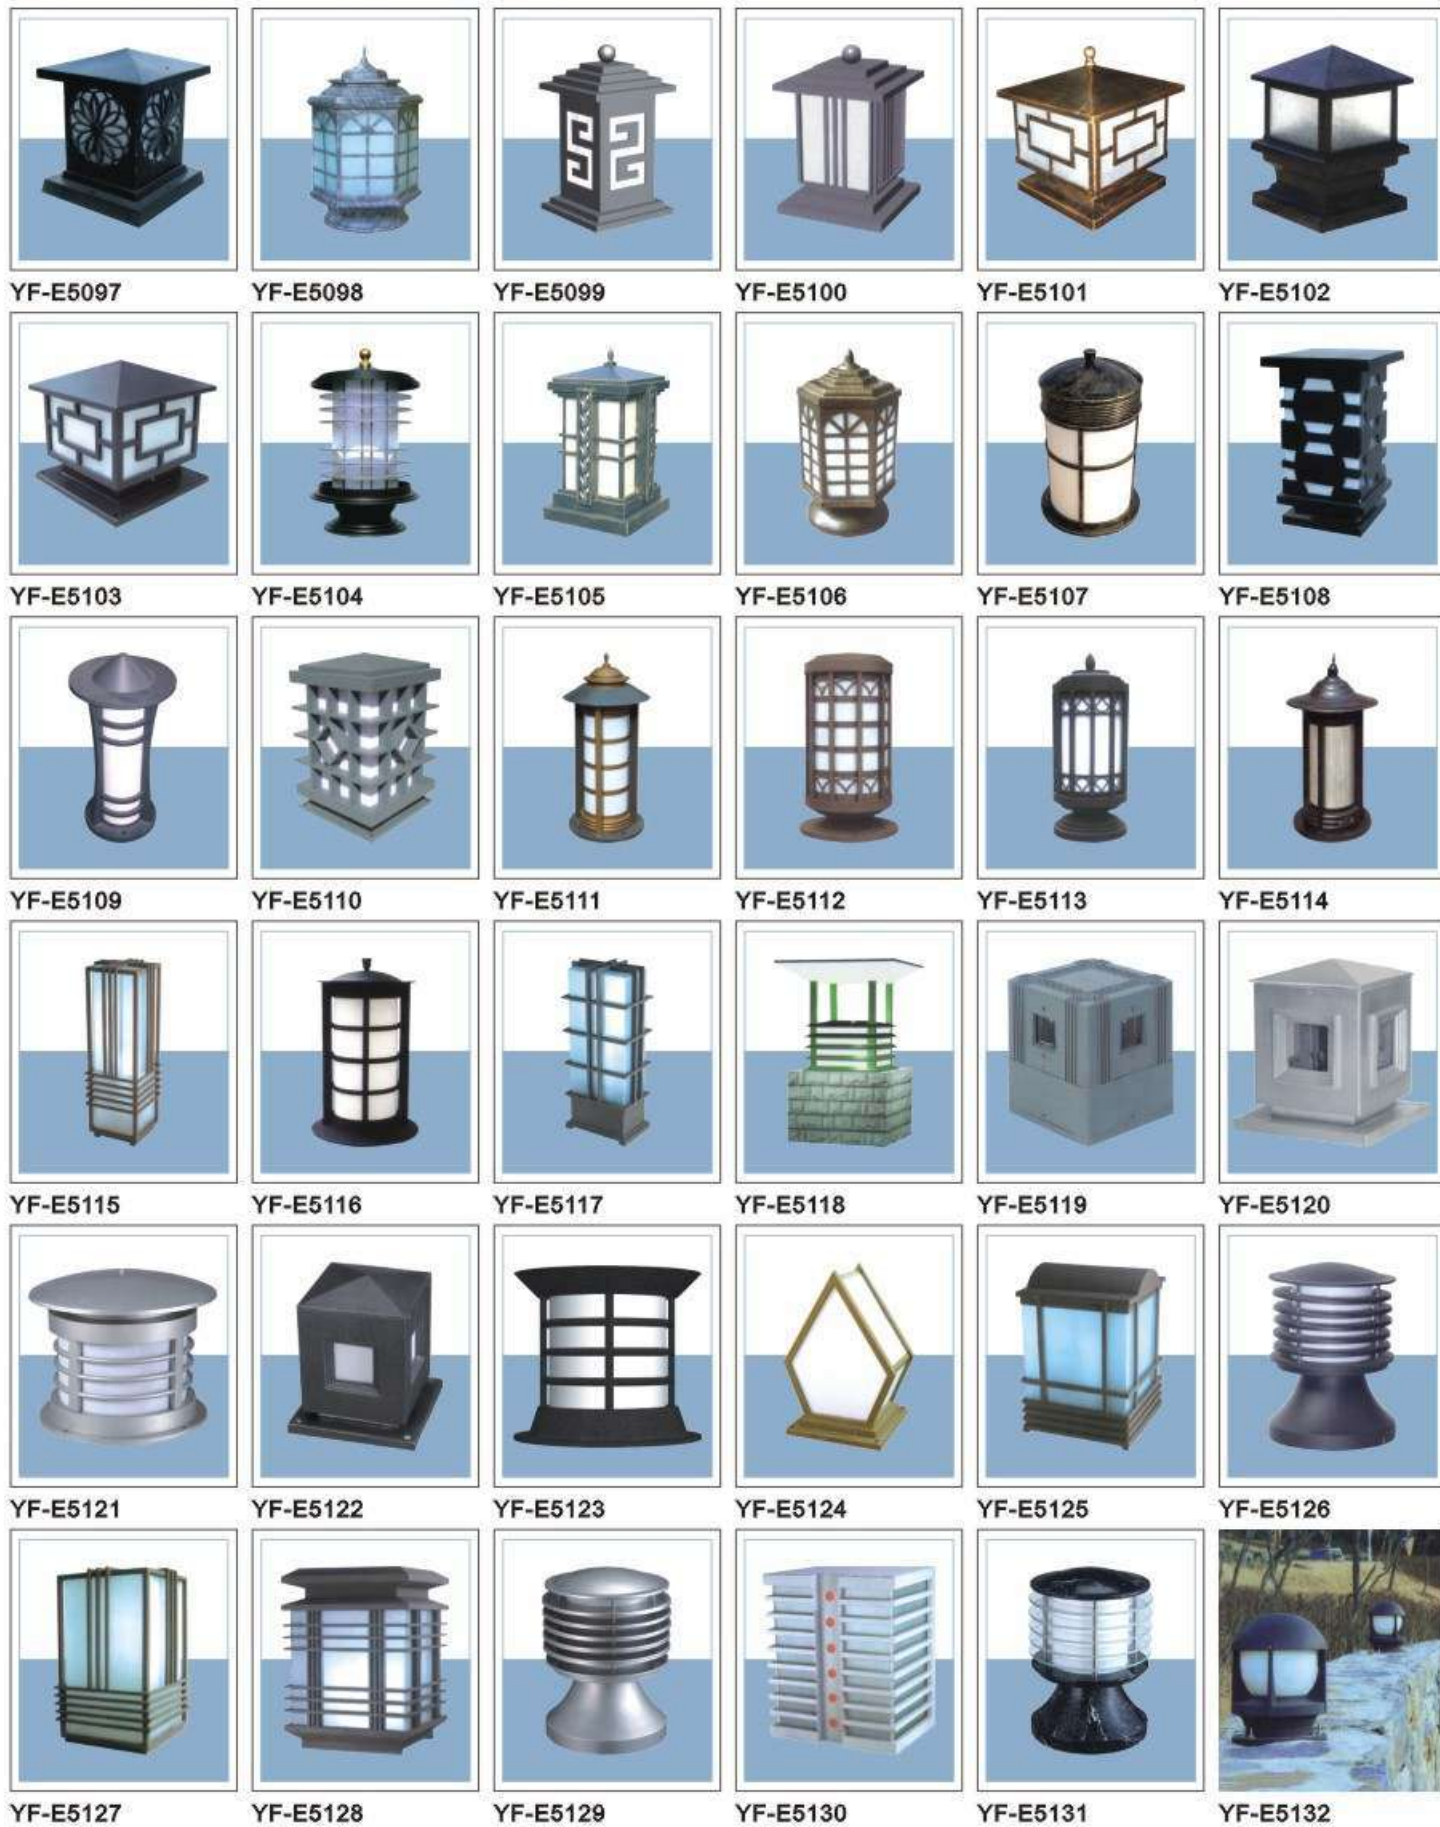 YF-E5097 YF-E5098 YF-E5099 YF-E5100 YF-E5101 YF-E5102
YF-E5103 YF-E5104 YF-E5105 YF-E5106 YF-E5107 YF-E5108
YF-E5109 YF-E5110 YF-E5111 YF-E5112 YF-E5113 YF-E5114
YF-E5115 YF-E5116 YF-E5117 YF-E5118 YF-E5119 YF-E5120
YF-E5121 YF-E5122 YF-E5123 YF-E5124 YF-E5125 YF-E5126
YF-E5127 YF-E5128 YF-E5129 YF-E5130 YF-E5131 YF-E5132